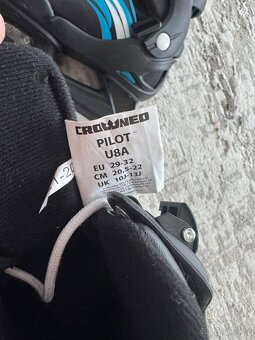 CROWNED
PILOT
U8A
EU 29-32
CM 20,5-22
UK 10J-13J